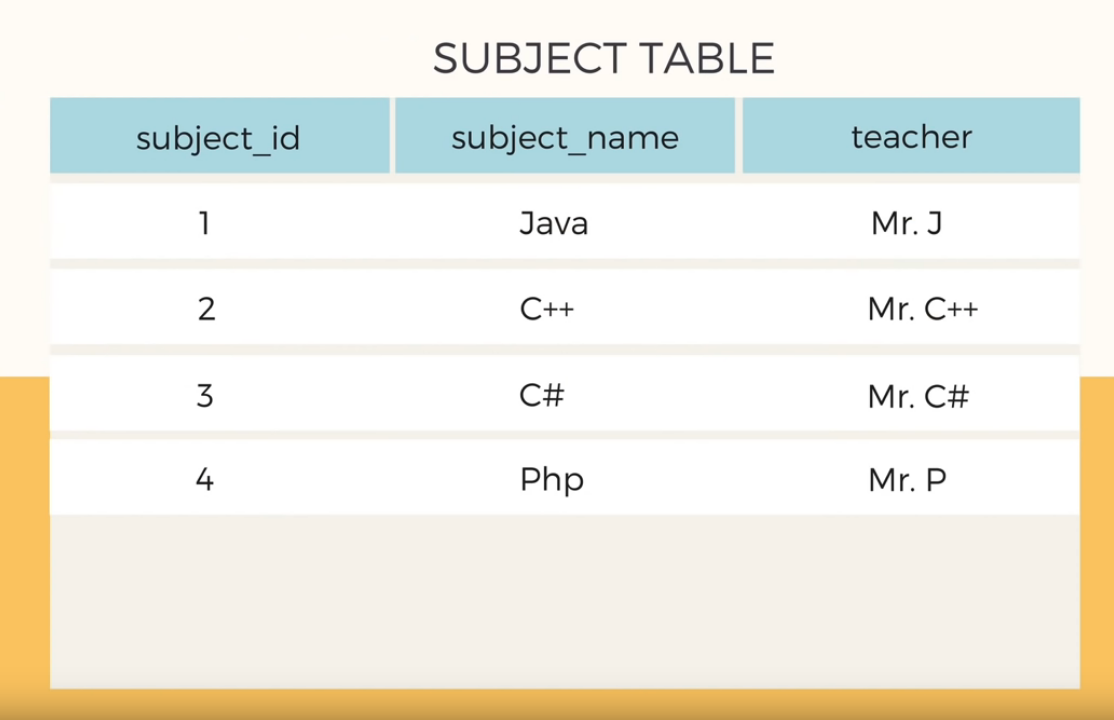 SUBJECT TABLE
subject_id subject_name teacher
1 Java Mr. J
2 C++ Mr. C++
3 C# Mr. C#
4 Php Mr. P